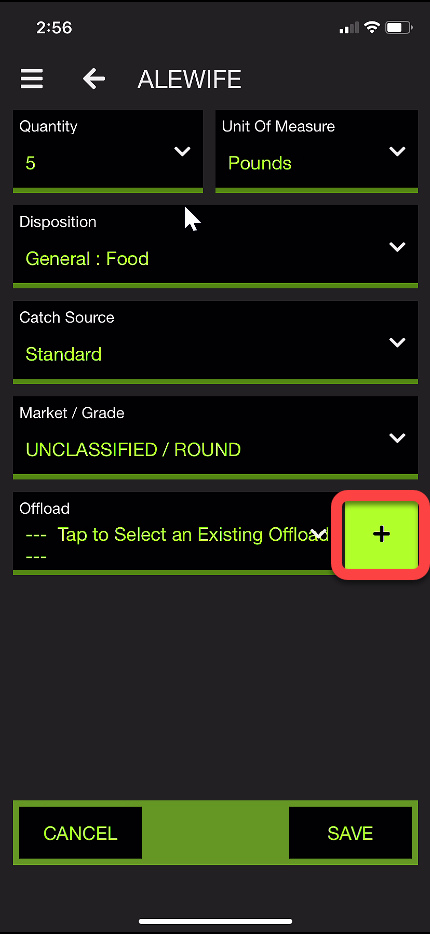 2:56
ALEWIFE
Quantity
5
Unit Of Measure
Pounds
Disposition
General : Food
Catch Source
Standard
Market / Grade
UNCLASSIFIED / ROUND
Offload
--- Tap to Select an Existing Offload
---
+
CANCEL
SAVE